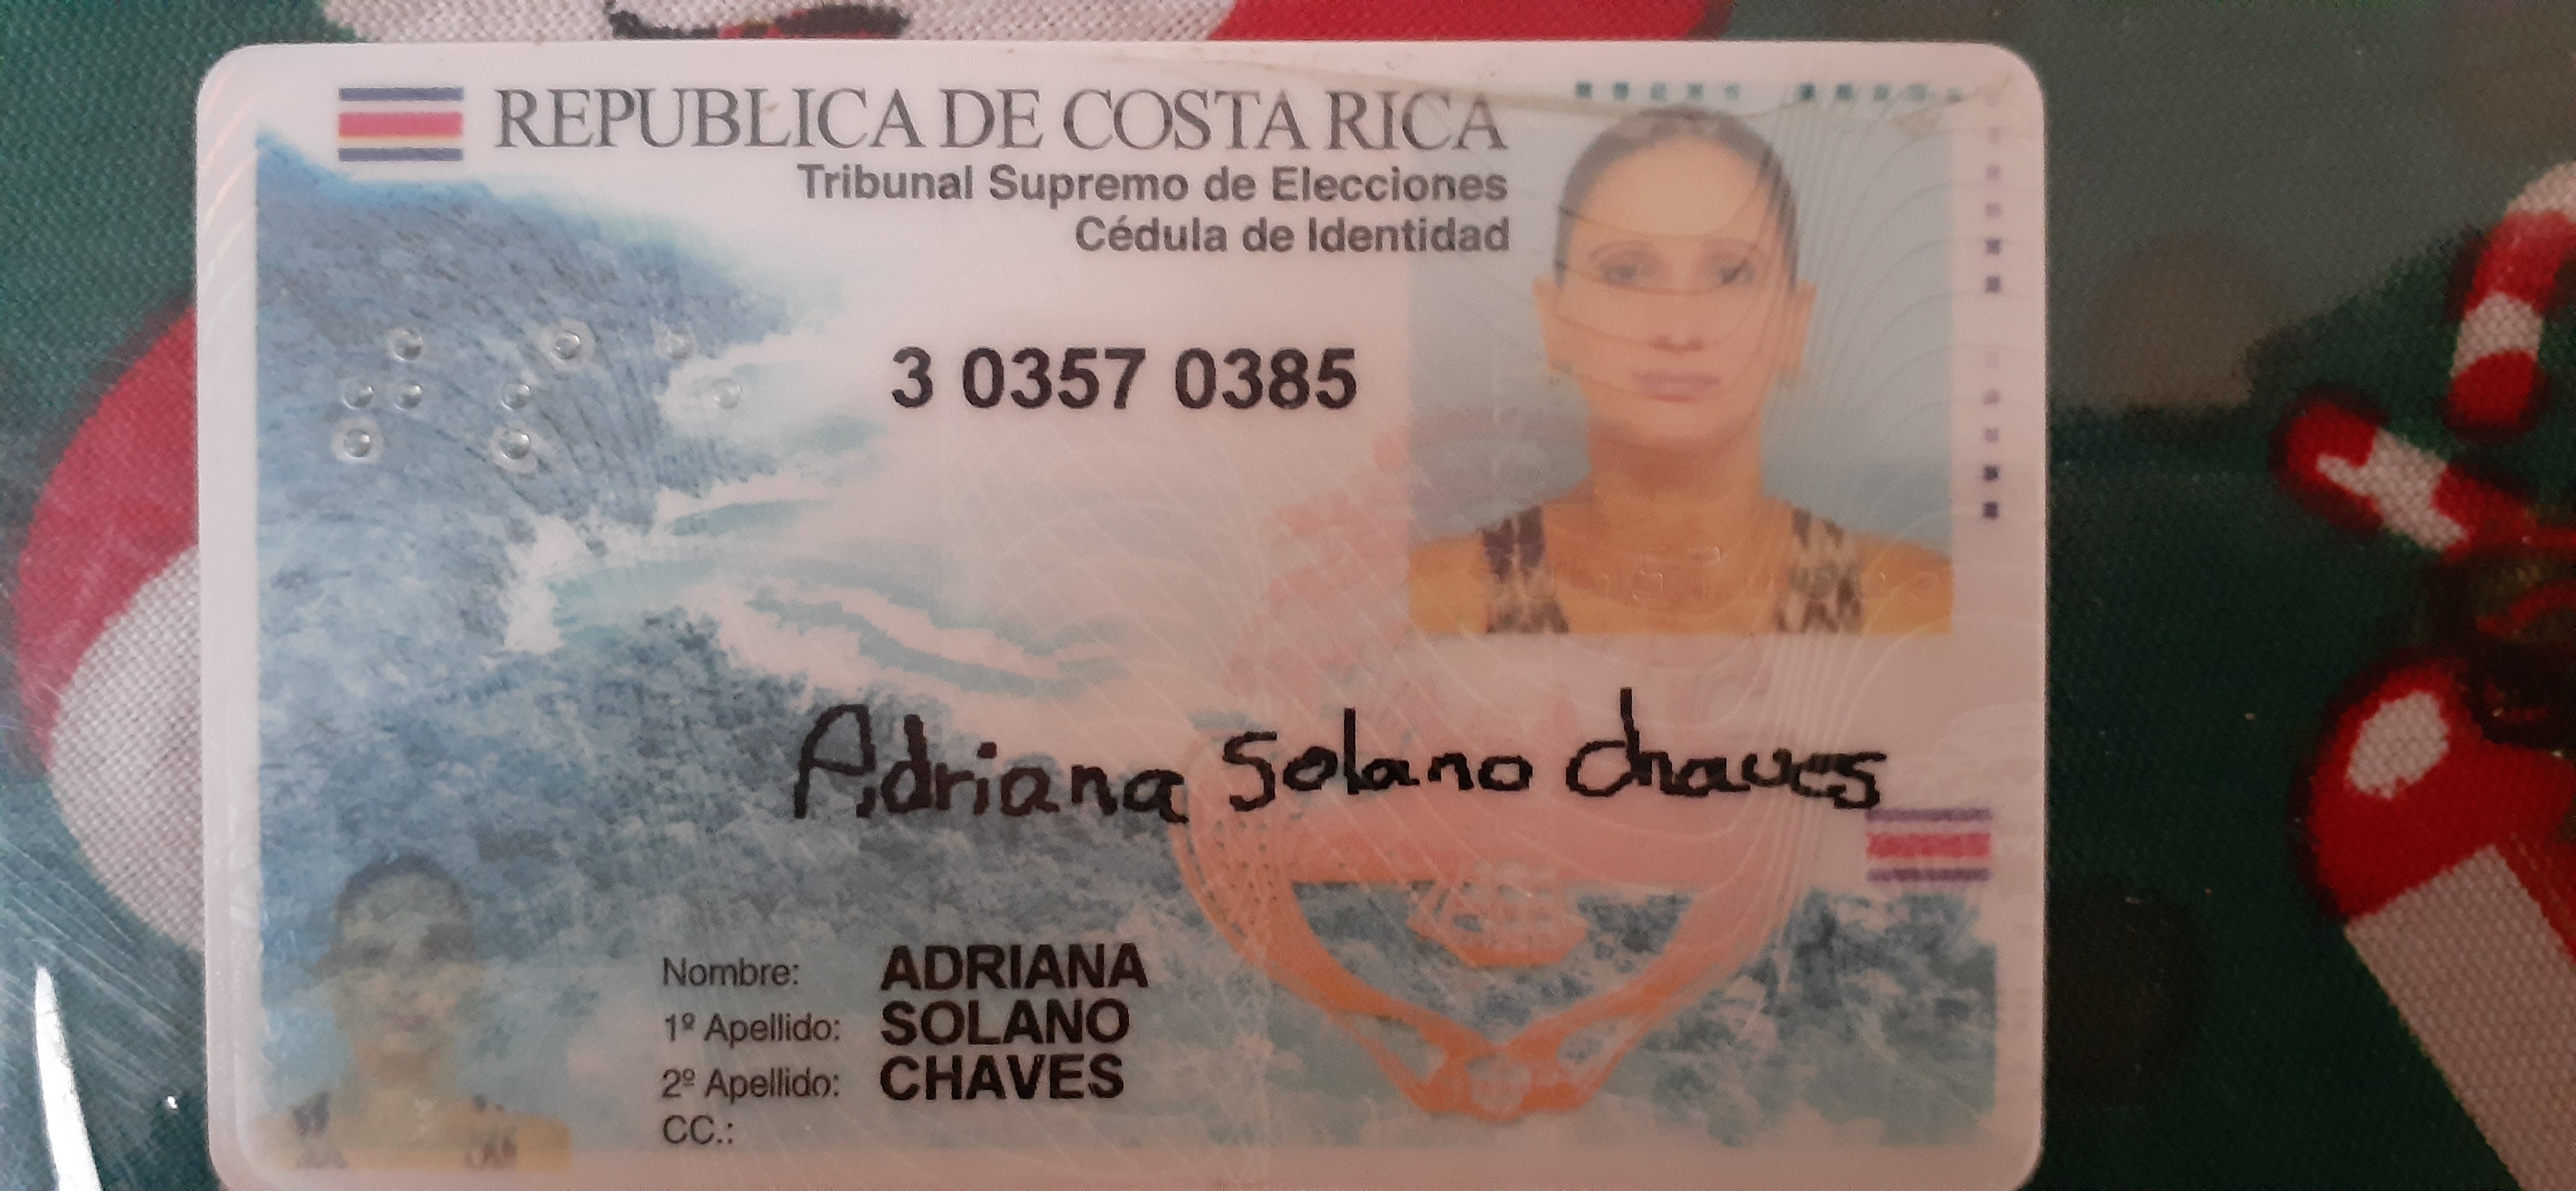 REPUBLICA DE COSTA RICA
Tribunal Supremo de Elecciones
Cédula de Identidad
3 0357 0385
Adriana Solano Chaves
Nombre: ADRIANA
1º Apellido: SOLANO
2º Apellido: CHAVES
CC.: